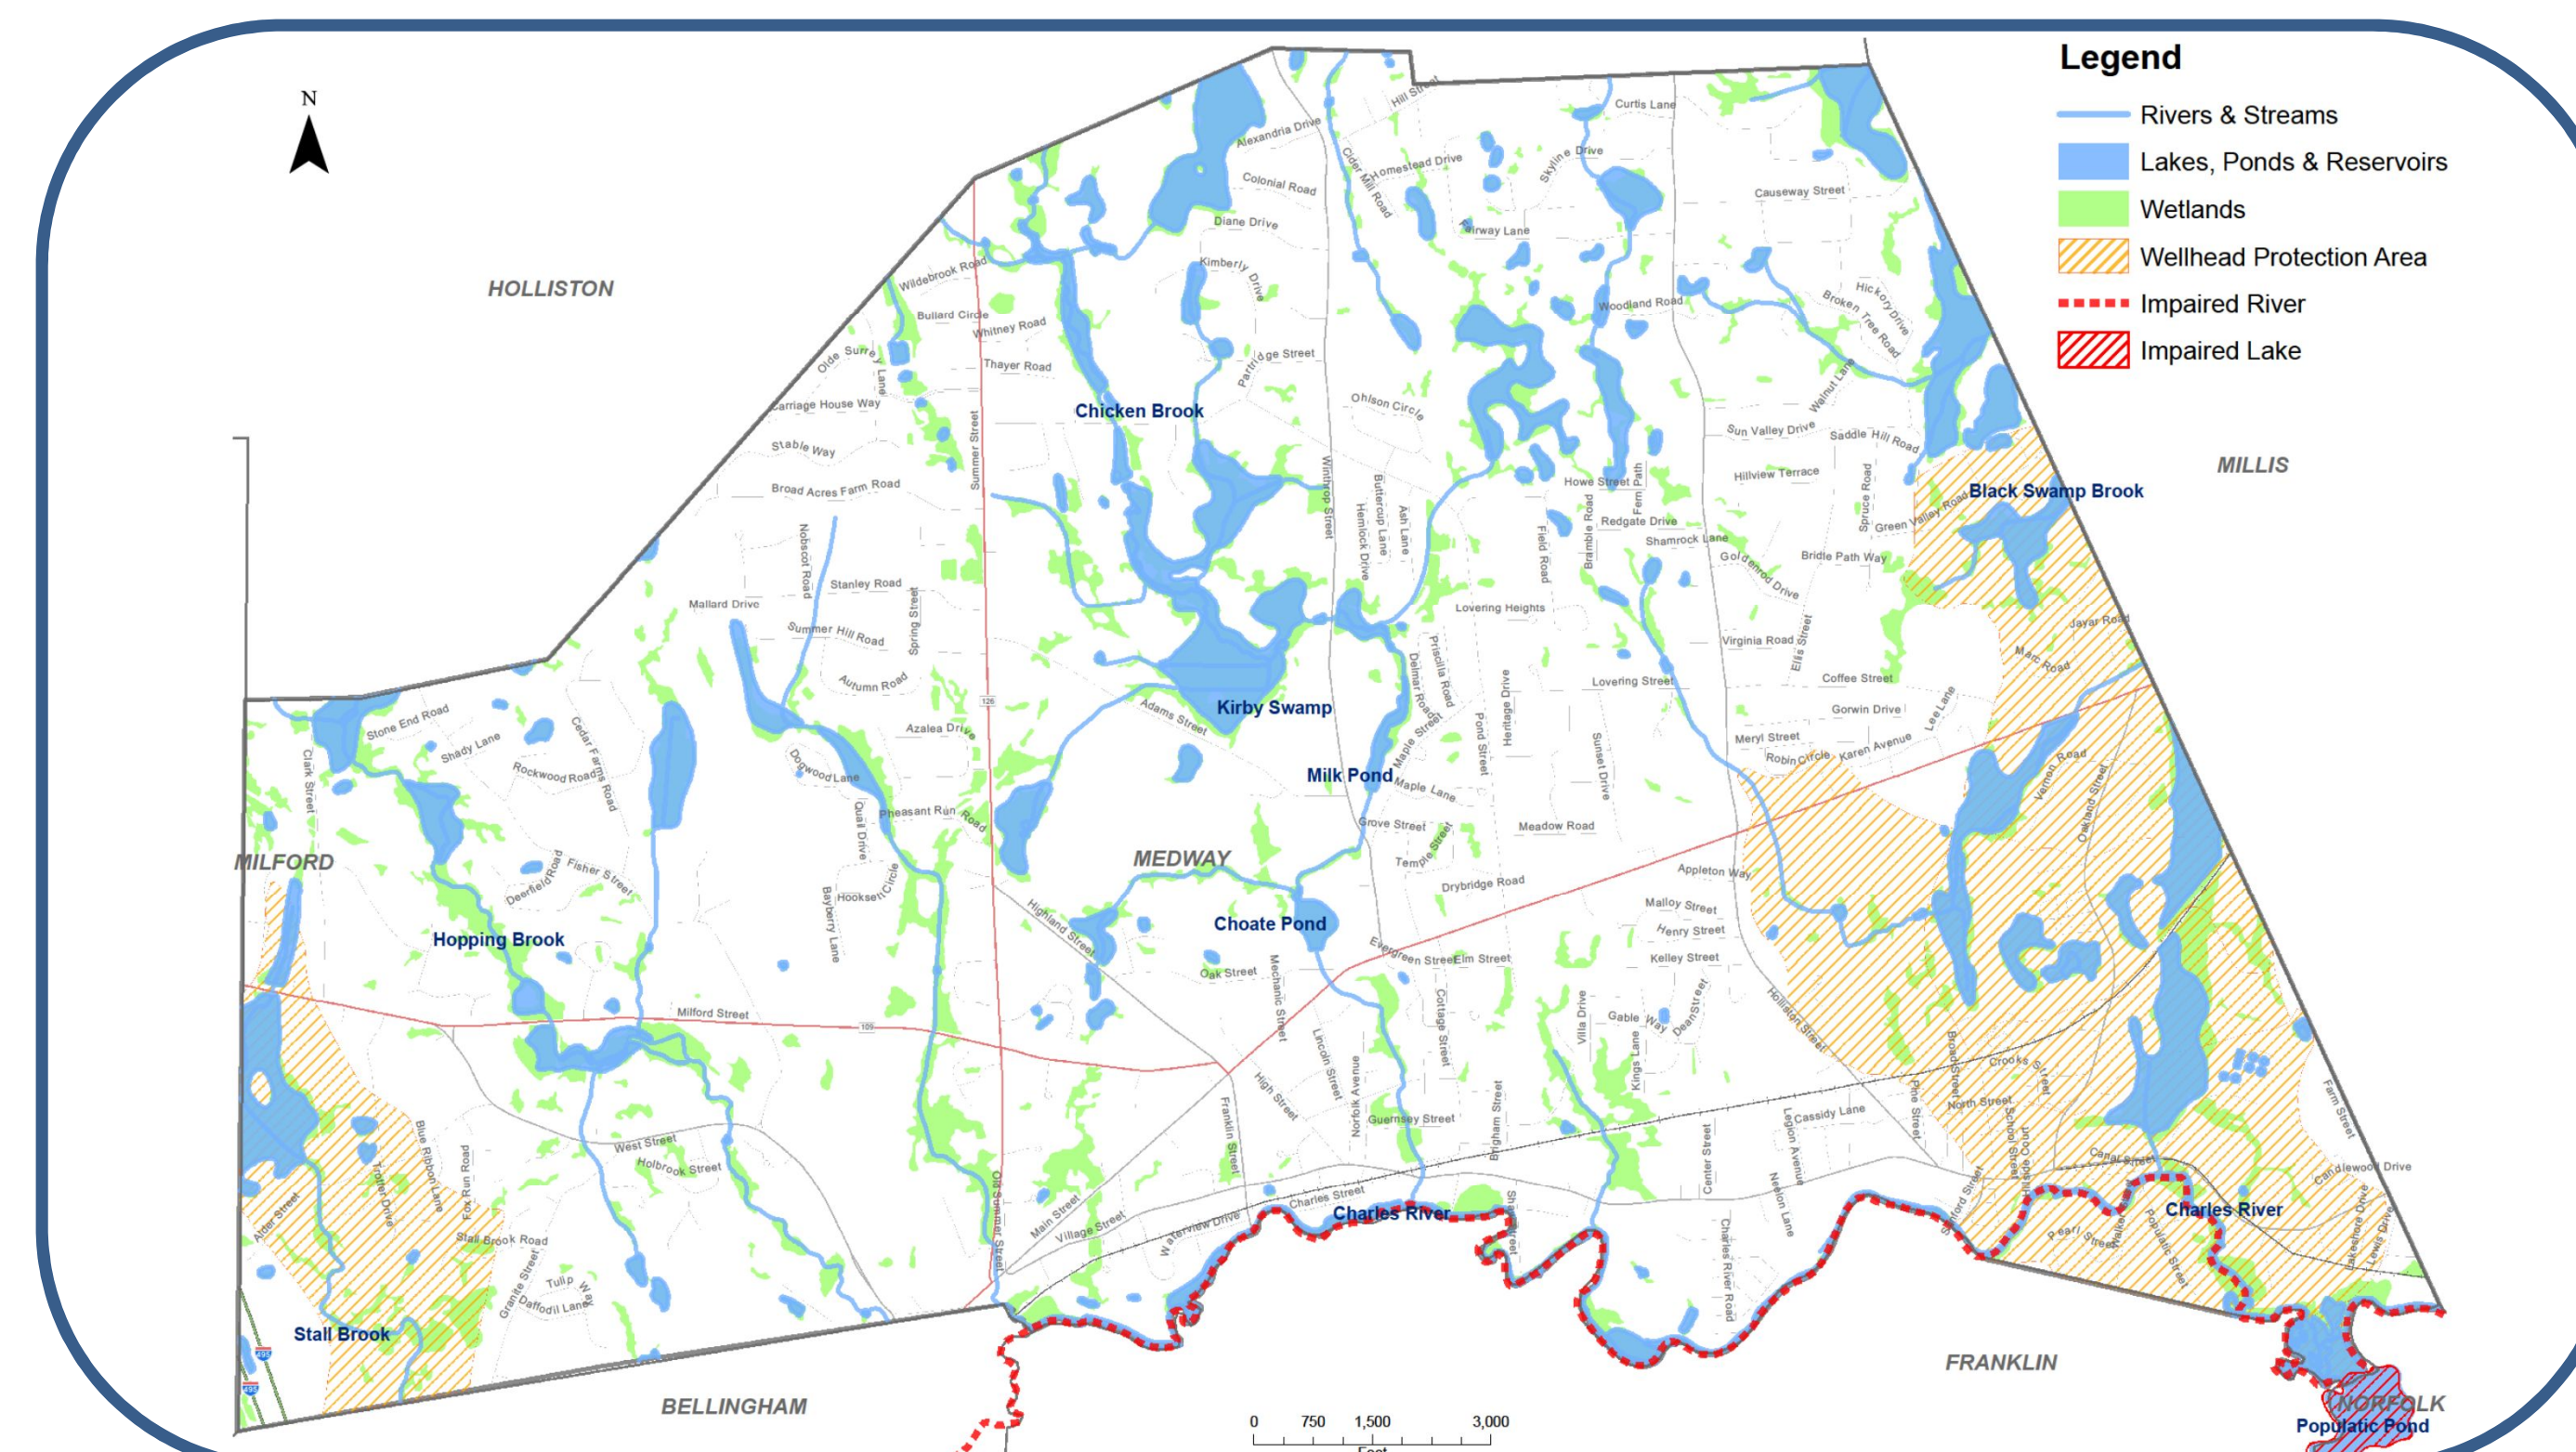 Legend
Rivers & Streams
Lakes, Ponds & Reservoirs
Wetlands
Wellhead Protection Area
Impaired River
Impaired Lake
N
HOLLISTON
MILLIS
MILFORD
MEDWAY
BELLINGHAM
FRANKLIN
NORFOLK
Chicken Brook
Black Swamp Brook
Kirby Swamp
Milk Pond
Choate Pond
Hopping Brook
Stall Brook
Charles River
Charles River
Populatic Pond
Hill Street
Curtis Lane
Alexandria Drive
Cider Mill Road
Homestead Drive
Skyline Drive
Colonial Road
Causeway Street
Diane Drive
Fairway Lane
Kimberly Drive
Wildebrook Road
Woodland Road
Hickory Drive
Broken Tree Road
Bullard Circle
Whitney Road
Olde Surrey Lane
Thayer Road
Partridge Street
Walnut Lane
Carriage House Way
Ohlson Circle
Summer Street
Stable Way
Sun Valley Drive
Saddle Hill Road
Winthrop Street
Broad Acres Farm Road
Howe Street
Fern Path
Hillview Terrace
Spruce Road
Green Valley Road
Buttercup Lane
Hemlock Drive
Ash Lane
Field Road
Bramble Road
Redgate Drive
Shamrock Lane
Goldenrod Drive
Bridle Path Way
Nobscot Road
Stanley Road
Mallard Drive
Summer Hill Road
Spring Street
Lovering Heights
Virginia Road
Ellis Street
Jayar Road
Marc Road
Autumn Road
Priscilla Road
Delmar Road
Lovering Street
Coffee Street
126
Adams Street
Maple Street
Pond Street
Heritage Drive
Gorwin Drive
Lee Lane
Stone End Road
Shady Lane
Cedar Farms Road
Azalea Drive
Meryl Street
Robin Circle
Karen Avenue
Clark Street
Rockwood Road
Dogwood Lane
Sunset Drive
Vernon Road
Oakland Street
Maple Lane
Quail Drive
Pheasant Run Road
Grove Street
Meadow Road
Temple Street
Deerfield Road
Fisher Street
Hooksett Circle
Bayberry Lane
Drybridge Road
Appleton Way
Highland Street
Malloy Street
Henry Street
Evergreen Street
Elm Street
Kelley Street
Oak Street
Mechanic Street
Cottage Street
Villa Drive
Gable Way
Dean Street
Holliston Street
Milford Street
109
Lincoln Street
Norfolk Avenue
Kings Lane
Broad Street
Crooks Street
High Street
Franklin Street
Guernsey Street
Brigham Street
Legion Avenue
Cassidy Lane
Pine Street
North Street
School Street
Hillside Court
Farm Street
West Street
Holbrook Street
Blue Ribbon Lane
Trotter Drive
Fox Run Road
Center Street
Neelon Lane
Canal Street
Candlewood Drive
Alder Street
Old Summer Street
Main Street
Village Street
Waterview Drive
Charles Street
Sanford Street
Pearl Street
Walker Street
Populatic Street
Lakeshore Drive
Lewis Drive
Stall Brook Road
Granite Street
Tulip Way
Daffodil Lane
Charles River Road
495
495
0 750 1,500 3,000
Feet